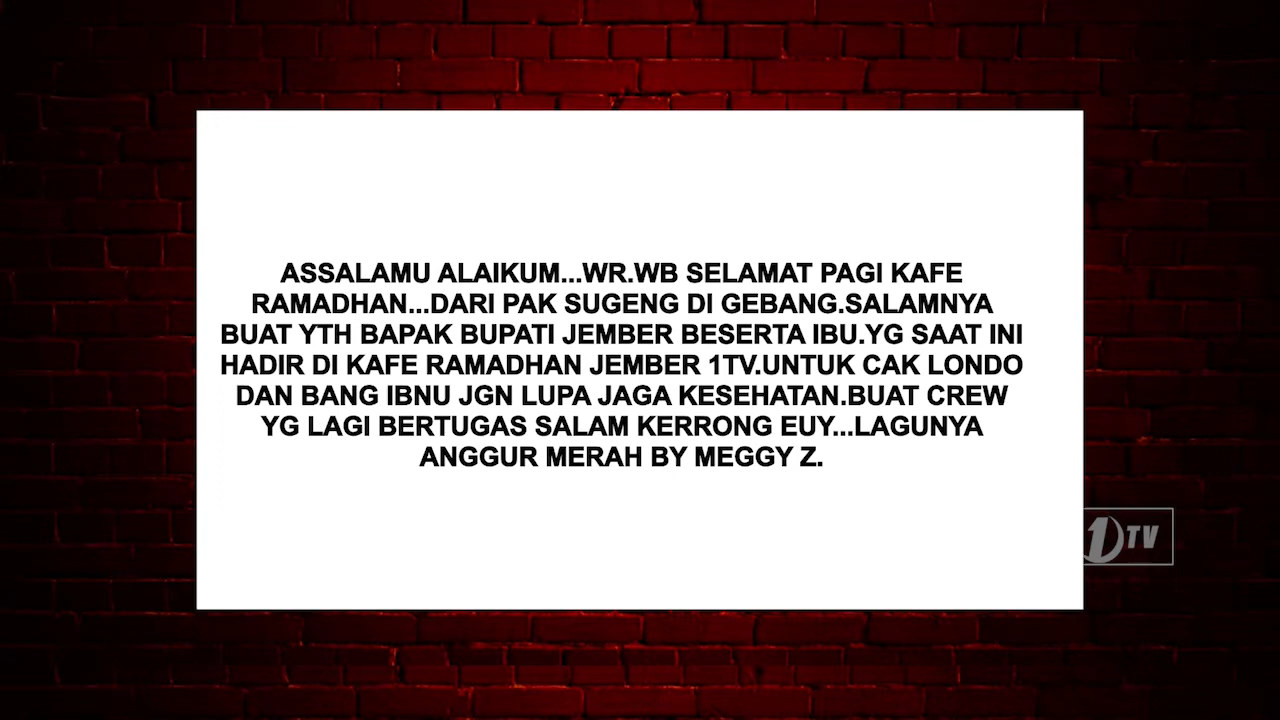 ASSALAMU ALAIKUM...WR.WB SELAMAT PAGI KAFE
RAMADHAN...DARI PAK SUGENG DI GEBANG.SALAMNYA
BUAT YTH BAPAK BUPATI JEMBER BESERTA IBU.YG SAAT INI
HADIR DI KAFE RAMADHAN JEMBER 1TV.UNTUK CAK LONDO
DAN BANG IBNU JGN LUPA JAGA KESEHATAN.BUAT CREW
YG LAGI BERTUGAS SALAM KERRONG EUY...LAGUNYA
ANGGUR MERAH BY MEGGY Z.
1TV